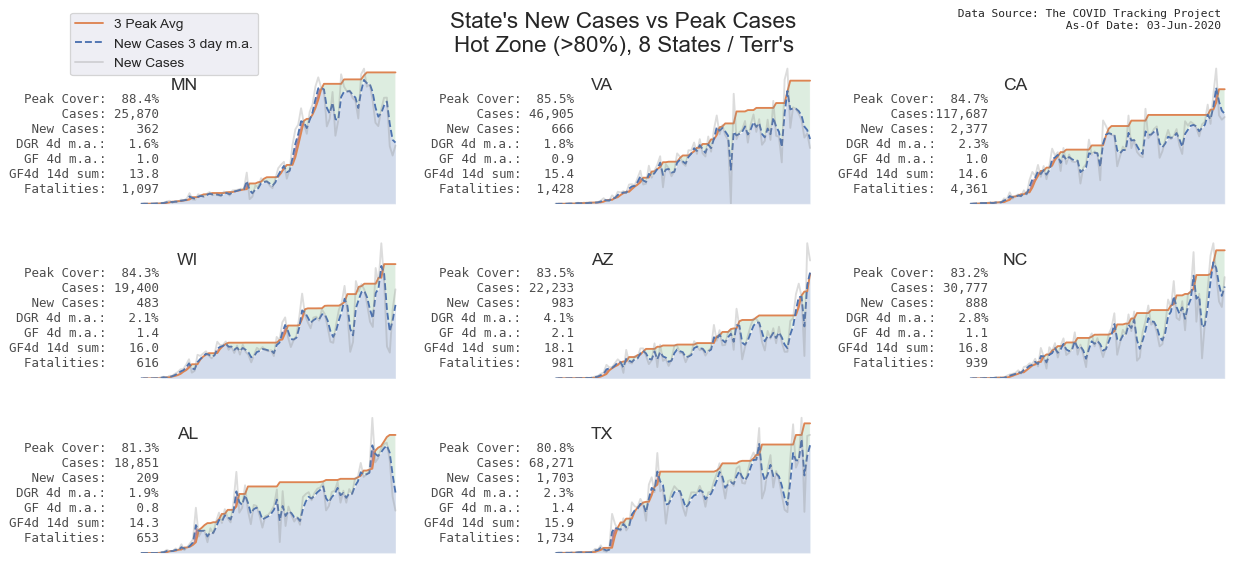 3 Peak Avg
New Cases 3 day m.a.
New Cases
State's New Cases vs Peak Cases
Hot Zone (>80%), 8 States / Terr's
Data Source: The COVID Tracking Project
As-Of Date: 03-Jun-2020
MN
Peak Cover: 88.4%
Cases: 25,870
New Cases: 362
DGR 4d m.a.: 1.6%
GF 4d m.a.: 1.0
GF4d 14d sum: 13.8
Fatalities: 1,097
VA
Peak Cover: 85.5%
Cases: 46,905
New Cases: 666
DGR 4d m.a.: 1.8%
GF 4d m.a.: 0.9
GF4d 14d sum: 15.4
Fatalities: 1,428
CA
Peak Cover: 84.7%
Cases:117,687
New Cases: 2,377
DGR 4d m.a.: 2.3%
GF 4d m.a.: 1.0
GF4d 14d sum: 14.6
Fatalities: 4,361
WI
Peak Cover: 84.3%
Cases: 19,400
New Cases: 483
DGR 4d m.a.: 2.1%
GF 4d m.a.: 1.4
GF4d 14d sum: 16.0
Fatalities: 616
AZ
Peak Cover: 83.5%
Cases: 22,233
New Cases: 983
DGR 4d m.a.: 4.1%
GF 4d m.a.: 2.1
GF4d 14d sum: 18.1
Fatalities: 981
NC
Peak Cover: 83.2%
Cases: 30,777
New Cases: 888
DGR 4d m.a.: 2.8%
GF 4d m.a.: 1.1
GF4d 14d sum: 16.8
Fatalities: 939
AL
Peak Cover: 81.3%
Cases: 18,851
New Cases: 209
DGR 4d m.a.: 1.9%
GF 4d m.a.: 0.8
GF4d 14d sum: 14.3
Fatalities: 653
TX
Peak Cover: 80.8%
Cases: 68,271
New Cases: 1,703
DGR 4d m.a.: 2.3%
GF 4d m.a.: 1.4
GF4d 14d sum: 15.9
Fatalities: 1,734